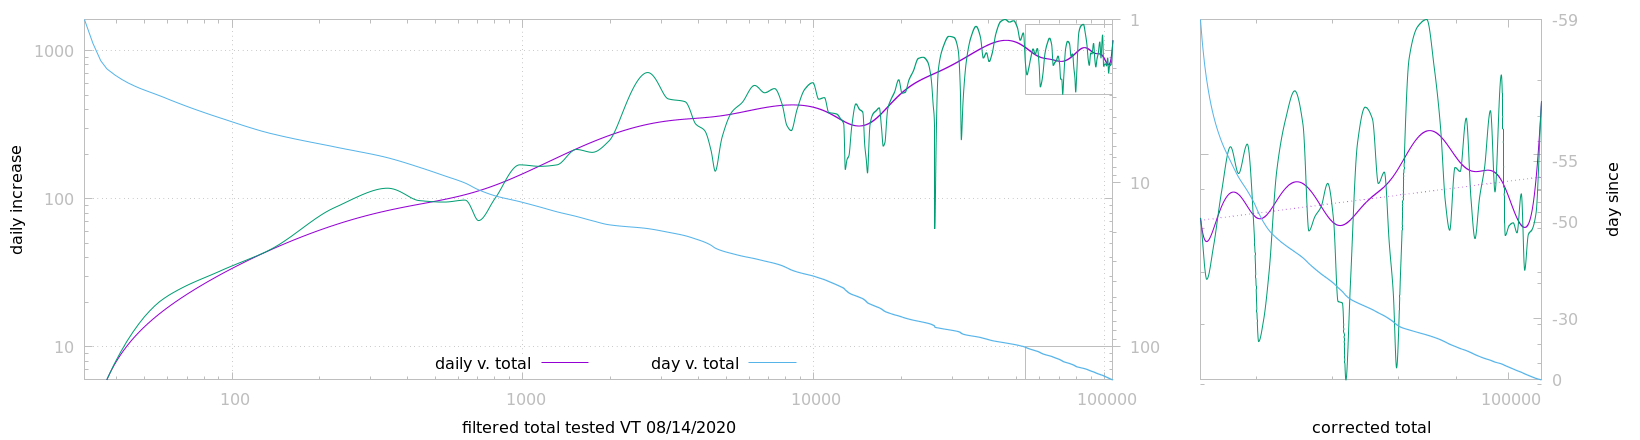 1000
100
10
daily increase
daily v. total
day v. total
100
1000
10000
100000
filtered total tested VT 08/14/2020
1
10
100
-59
-55
-50
-30
0
day since
100000
corrected total